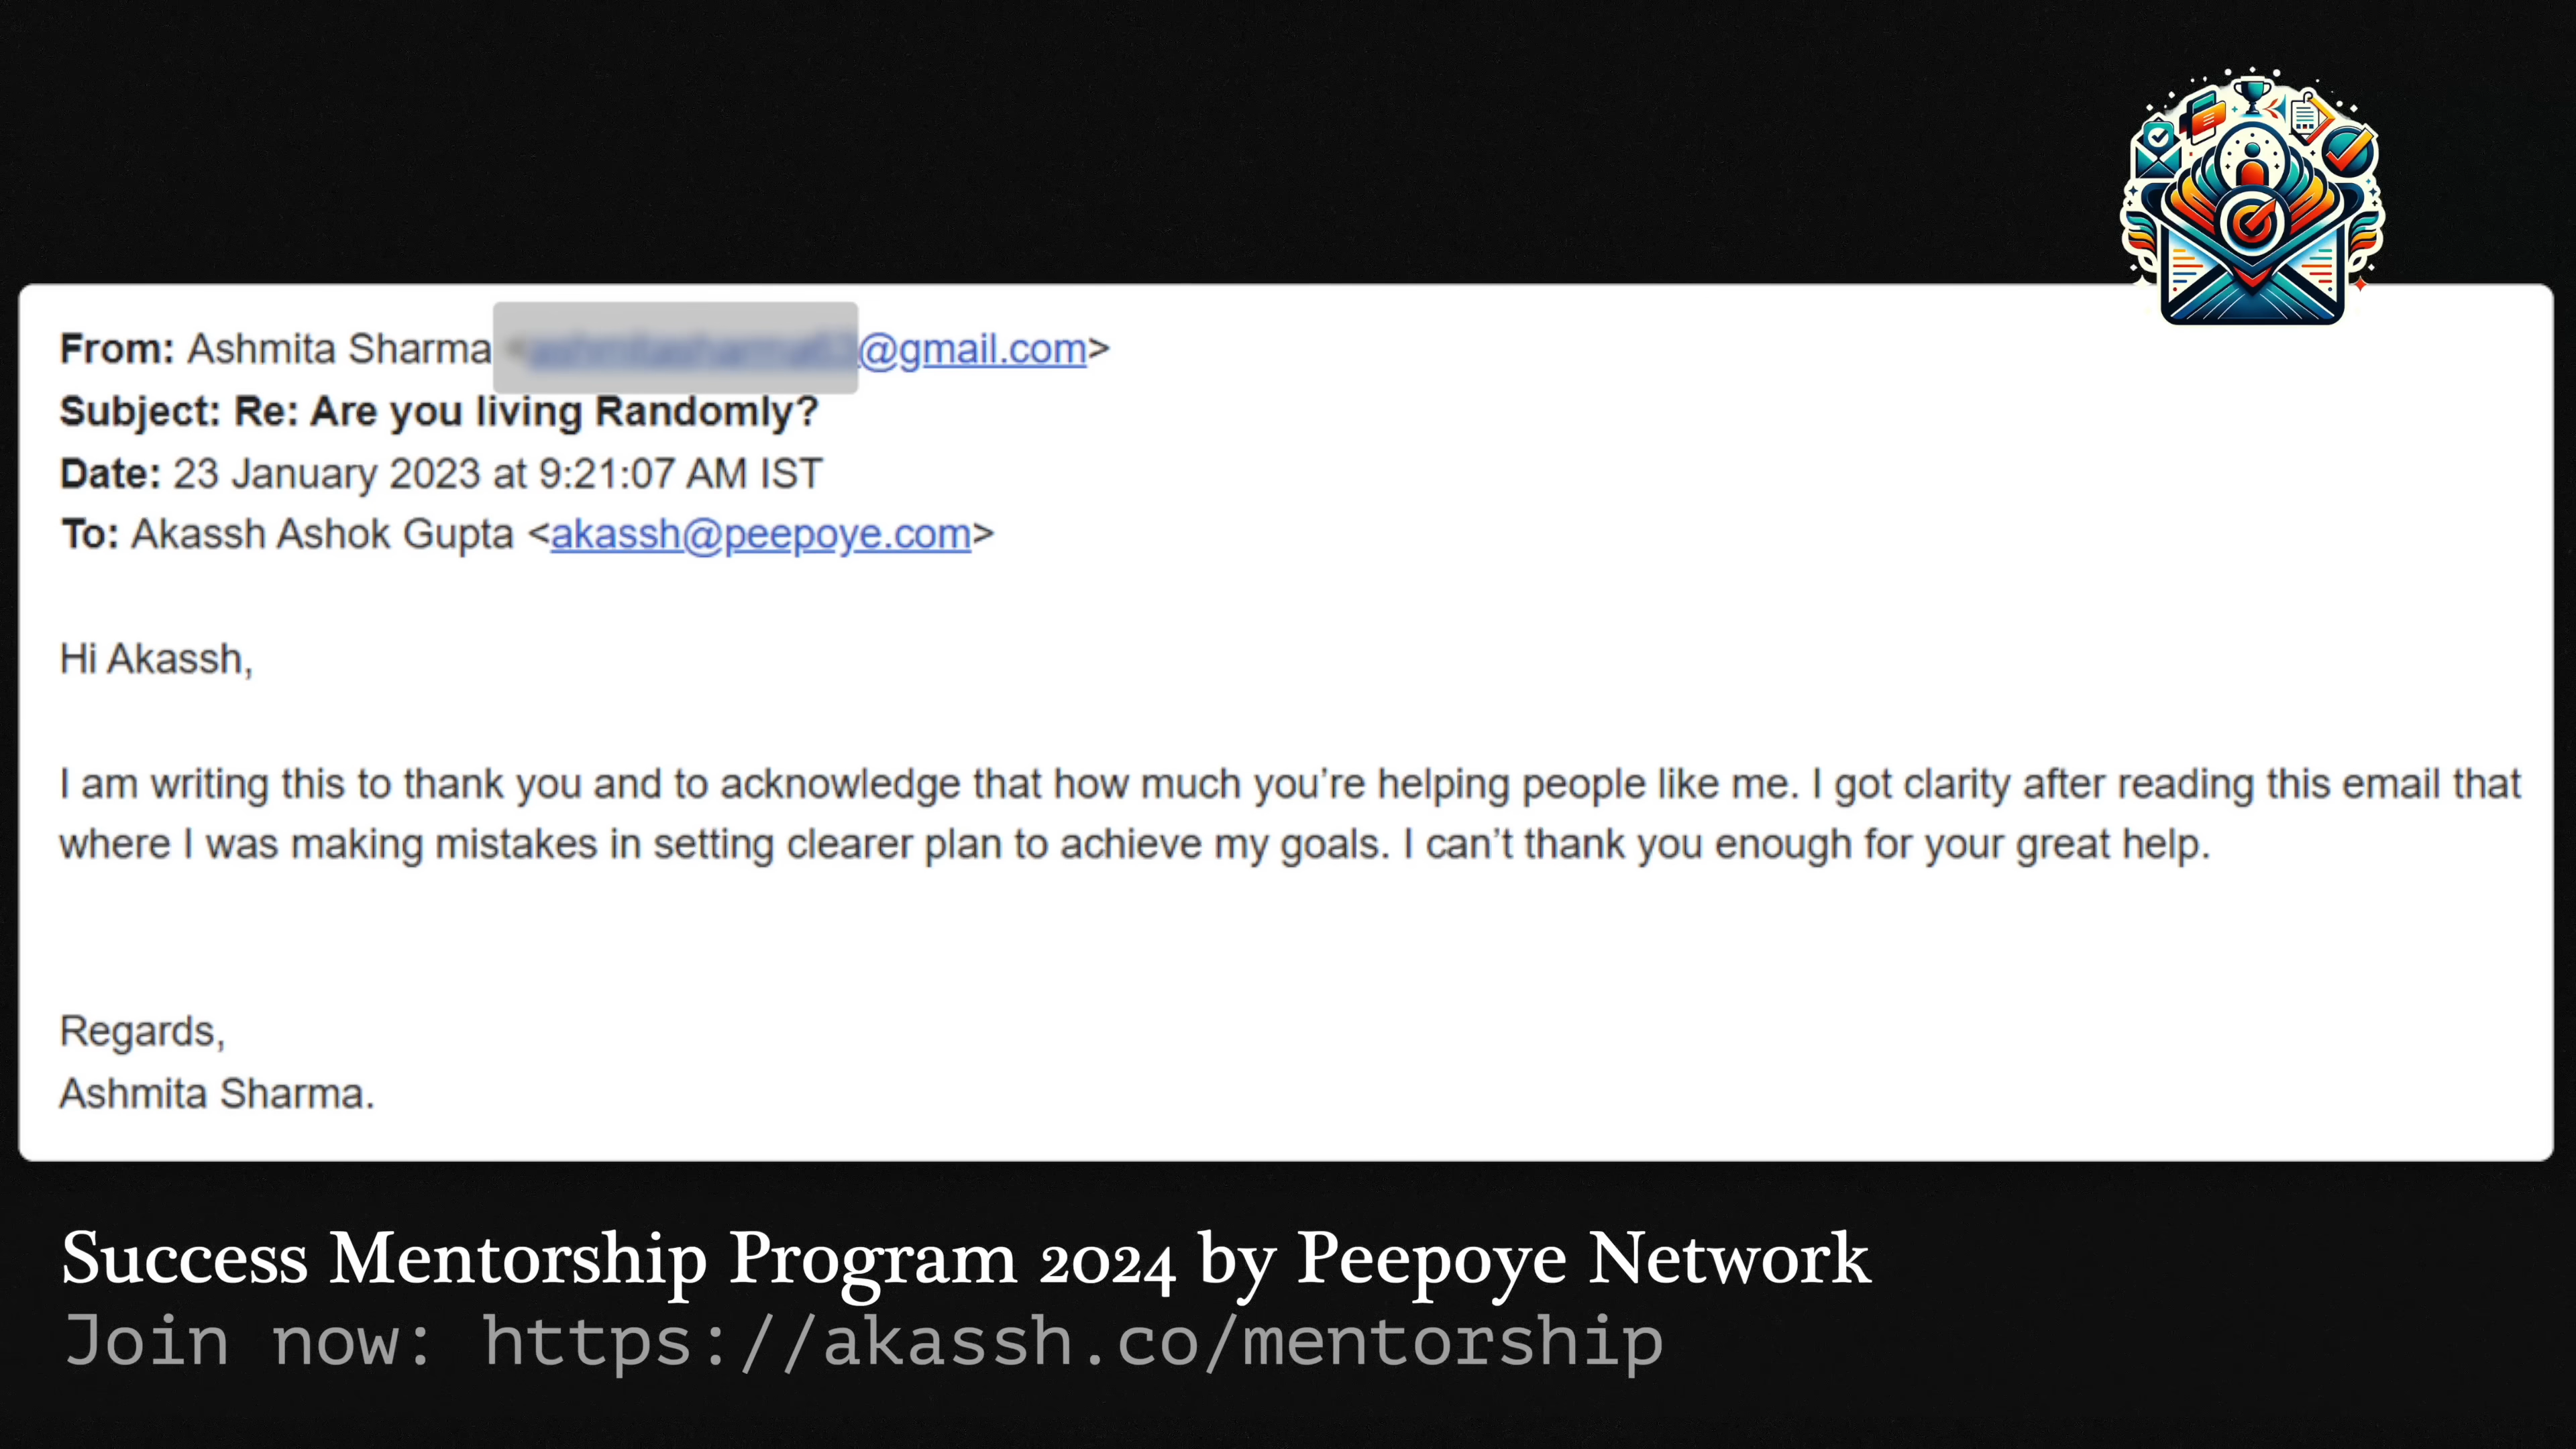 From: Ashmita Sharma @gmail.com>
Subject: Re: Are you living Randomly?
Date: 23 January 2023 at 9:21:07 AM IST
To: Akassh Ashok Gupta <akassh@peepoye.com>
Hi Akassh,
I am writing this to thank you and to acknowledge that how much you’re helping people like me. I got clarity after reading this email that
where I was making mistakes in setting clearer plan to achieve my goals. I can’t thank you enough for your great help.
Regards,
Ashmita Sharma.
Success Mentorship Program 2024 by Peepoye Network
Join now: https://akassh.co/mentorship